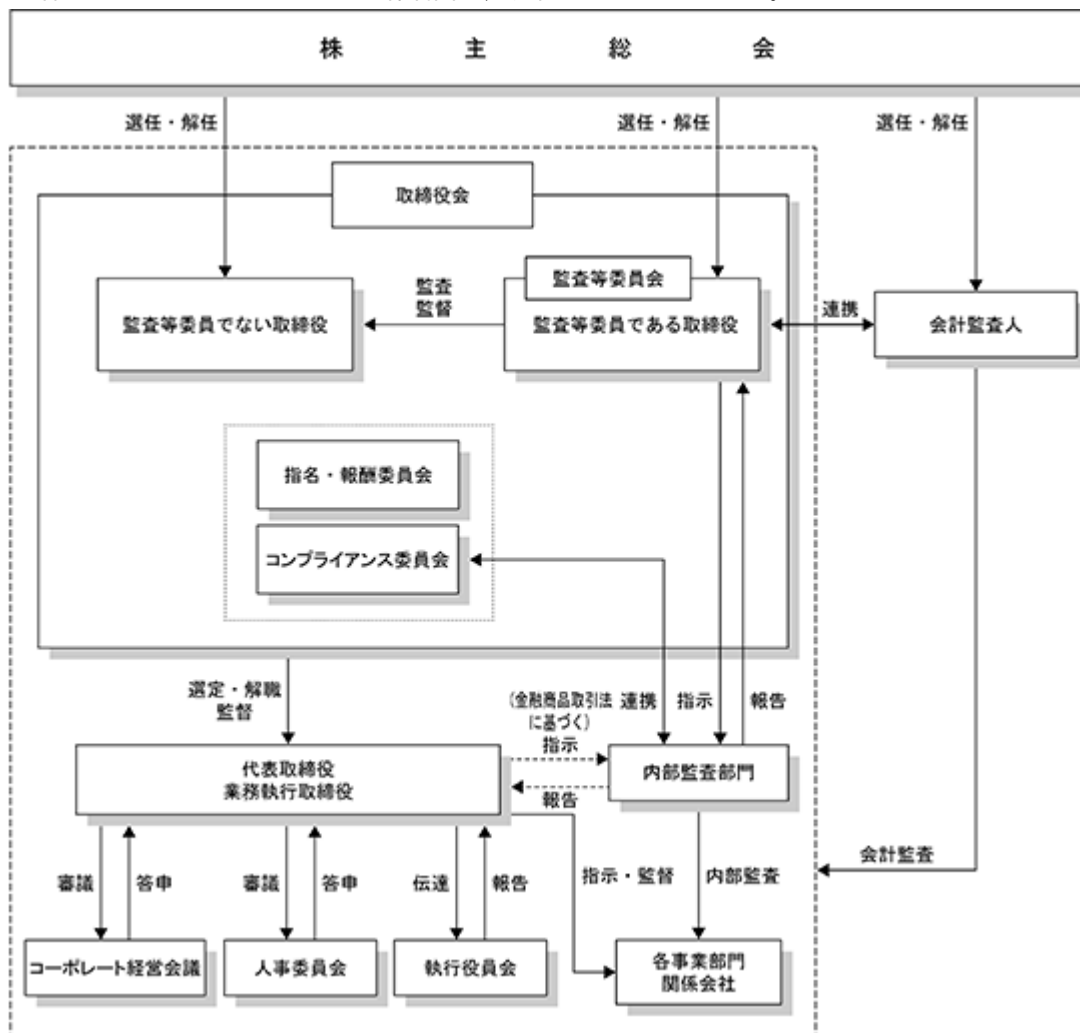 株主総会
選任・解任
選任・解任
選任・解任
取締役会
監査等委員会
監査
監督
監査等委員でない取締役
監査等委員である取締役
連携
会計監査人
指名・報酬委員会
コンプライアンス委員会
選定・解職
監督
(金融商品取引法
に基づく)
指示
連携
指示
報告
代表取締役
業務執行取締役
内部監査部門
報告
会計監査
審議
答申
審議
答申
伝達
報告
指示・監督
内部監査
コーポレート経営会議
人事委員会
執行役員会
各事業部門
関係会社